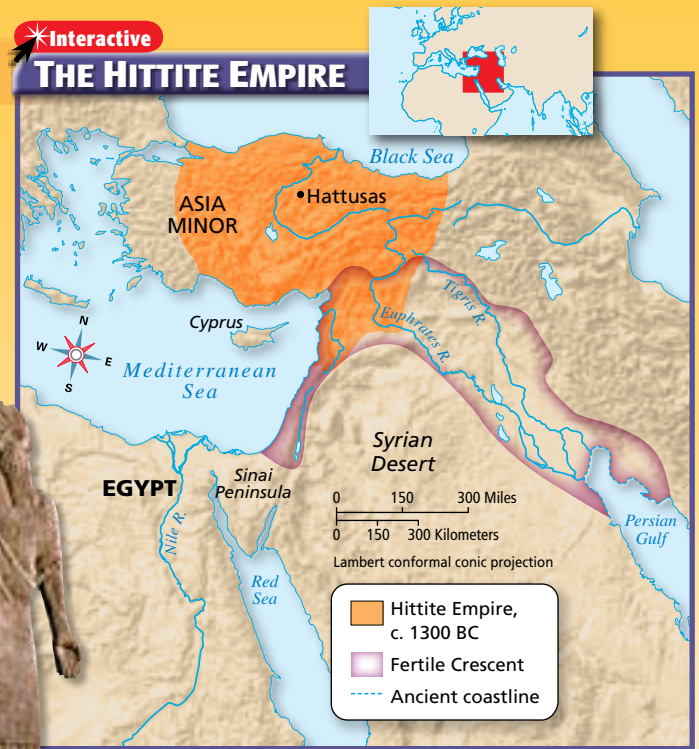 Interactive
THE HITTITE EMPIRE
Black Sea
Hattusas
ASIA
MINOR
Tigris R.
Euphrates R.
Cyprus
N
W
E
S
Mediterranean
Sea
Syrian
Desert
EGYPT
Sinai
Peninsula
Nile R.
0 150 300 Miles
0 150 300 Kilometers
Lambert conformal conic projection
Persian
Gulf
Red
Sea
Hittite Empire,
c. 1300 BC
Fertile Crescent
Ancient coastline